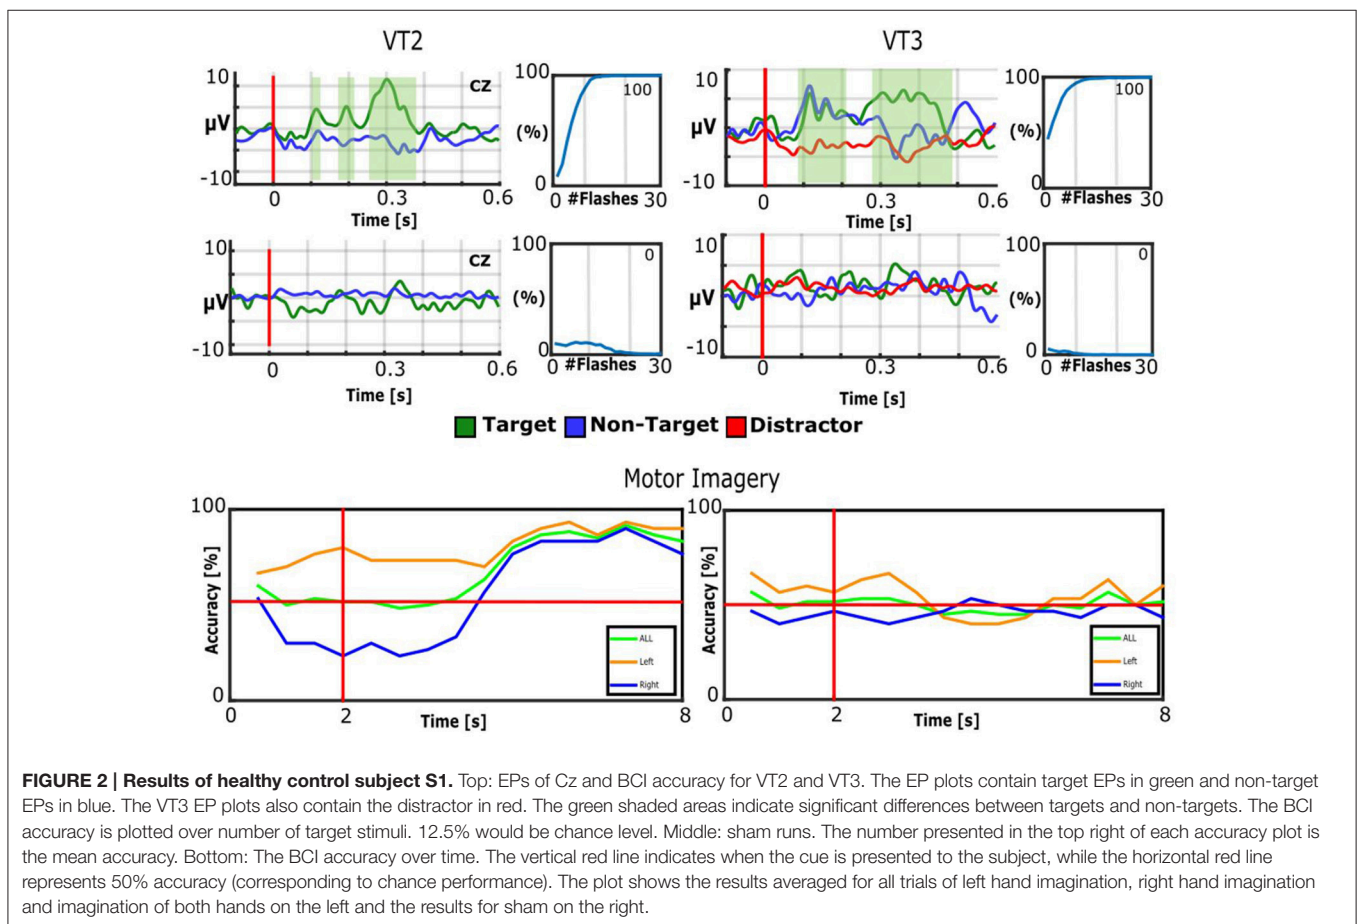 VT2 VT3
10 CZ 100 100 10 100 100
µV (%) µV (%)
-10 0 -10 0
0 0.3 0.6 0 #Flashes 30 0 0.3 0.6 0 #Flashes 30
Time [s] Time [s]
10 CZ 100 0 10 100 0
µV (%) µV (%)
-10 0 -10 0
0 0.3 0.6 0 #Flashes 30 0 0.3 0.6 0 #Flashes 30
Time [s] Time [s]
Target Non-Target Distractor
Motor Imagery
100 100
Accuracy [%] Accuracy [%]
ALL ALL
Left Left
Right Right
0 0
0 2 Time [s] 8 0 2 Time [s] 8
FIGURE 2 | Results of healthy control subject S1. Top: EPs of Cz and BCI accuracy for VT2 and VT3. The EP plots contain target EPs in green and non-target
EPs in blue. The VT3 EP plots also contain the distractor in red. The green shaded areas indicate significant differences between targets and non-targets. The BCI
accuracy is plotted over number of target stimuli. 12.5% would be chance level. Middle: sham runs. The number presented in the top right of each accuracy plot is
the mean accuracy. Bottom: The BCI accuracy over time. The vertical red line indicates when the cue is presented to the subject, while the horizontal red line
represents 50% accuracy (corresponding to chance performance). The plot shows the results averaged for all trials of left hand imagination, right hand imagination
and imagination of both hands on the left and the results for sham on the right.